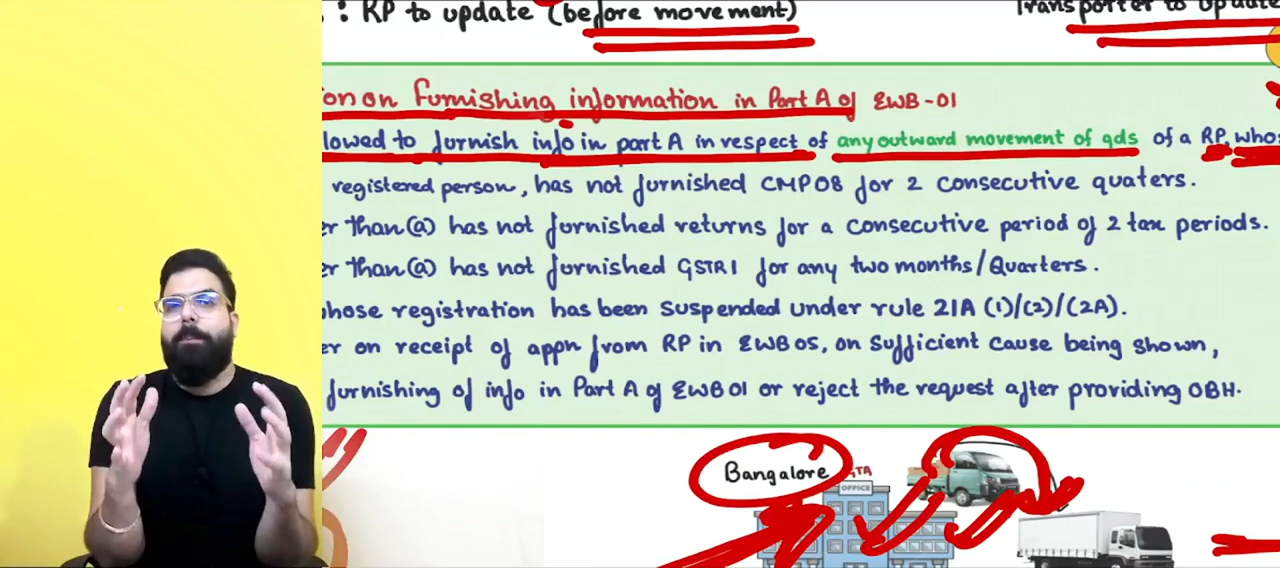 : RP to update (before movement)
Transporter to update
on on furnishing information in Part A of EWB-01
lowed to furnish info in part A in respect of any outward movement of gds of a RP, whos
registered person, has not furnished CMP08 for 2 consecutive quaters.
er than (a) has not furnished returns for a consecutive period of 2 tax periods.
er than (a) has not furnished GSTR1 for any two months/Quarters.
hose registration has been suspended under rule 21A (1)/(2)/(2A).
er on receipt of appn from RP in EWB05, on sufficient cause being shown,
furnishing of info in Part A of EWB01 or reject the request after providing OBH.
Bangalore
GTA
OFFICE